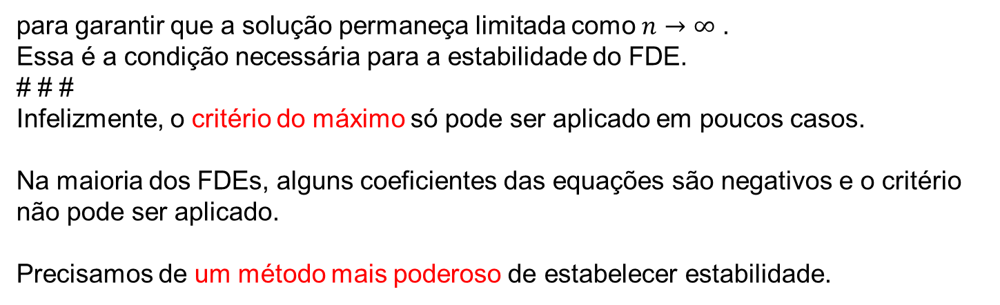 para garantir que a solução permaneça limitada como n → ∞ .
Essa é a condição necessária para a estabilidade do FDE.
# # #
Infelizmente, o critério do máximo só pode ser aplicado em poucos casos.
Na maioria dos FDEs, alguns coeficientes das equações são negativos e o critério
não pode ser aplicado.
Precisamos de um método mais poderoso de estabelecer estabilidade.